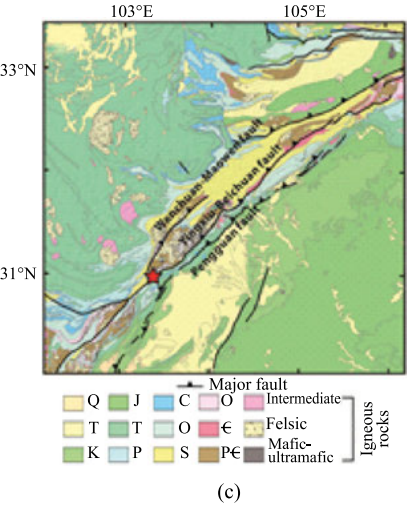 103°E 105°E
33°N
Wenchuan-Maowen fault
Yingxiu-Beichuan fault
Pengguan fault
31°N
Major fault
Q J C O Intermediate
T T O Є Felsic
K P S PЄ Mafic-ultramafic
Igneous rocks
(c)